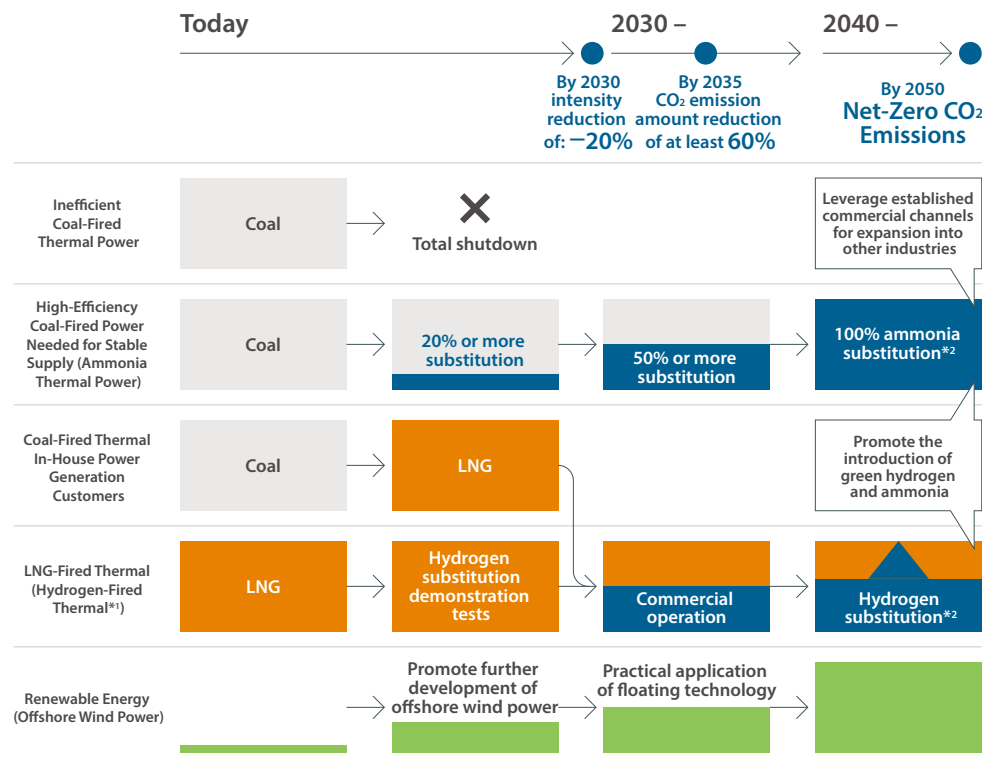 Today
2030 –
2040 –
By 2030
intensity
reduction
of: −20%
By 2035
CO2 emission
amount reduction
of at least 60%
By 2050
Net-Zero CO2
Emissions
Inefficient
Coal-Fired
Thermal Power
Coal
Total shutdown
Leverage established
commercial channels
for expansion into
other industries
High-Efficiency
Coal-Fired Power
Needed for Stable
Supply (Ammonia
Thermal Power)
Coal
20% or more
substitution
50% or more
substitution
100% ammonia
substitution*2
Coal-Fired Thermal
In-House Power
Generation
Customers
Coal
LNG
Promote the
introduction of
green hydrogen
and ammonia
LNG-Fired Thermal
(Hydrogen-Fired
Thermal*1)
LNG
Hydrogen
substitution
demonstration
tests
Commercial
operation
Hydrogen
substitution*2
Renewable Energy
(Offshore Wind Power)
Promote further
development of
offshore wind power
Practical application
of floating technology